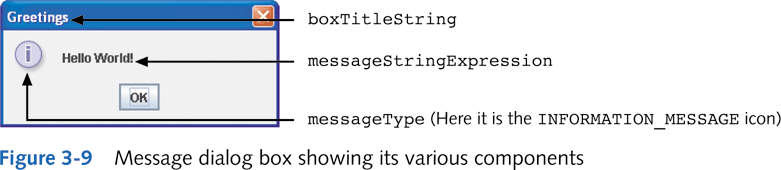 Greetings
boxTitleString
Hello World!
messageStringExpression
i
OK
messageType (Here it is the INFORMATION_MESSAGE icon)
Figure 3-9 Message dialog box showing its various components